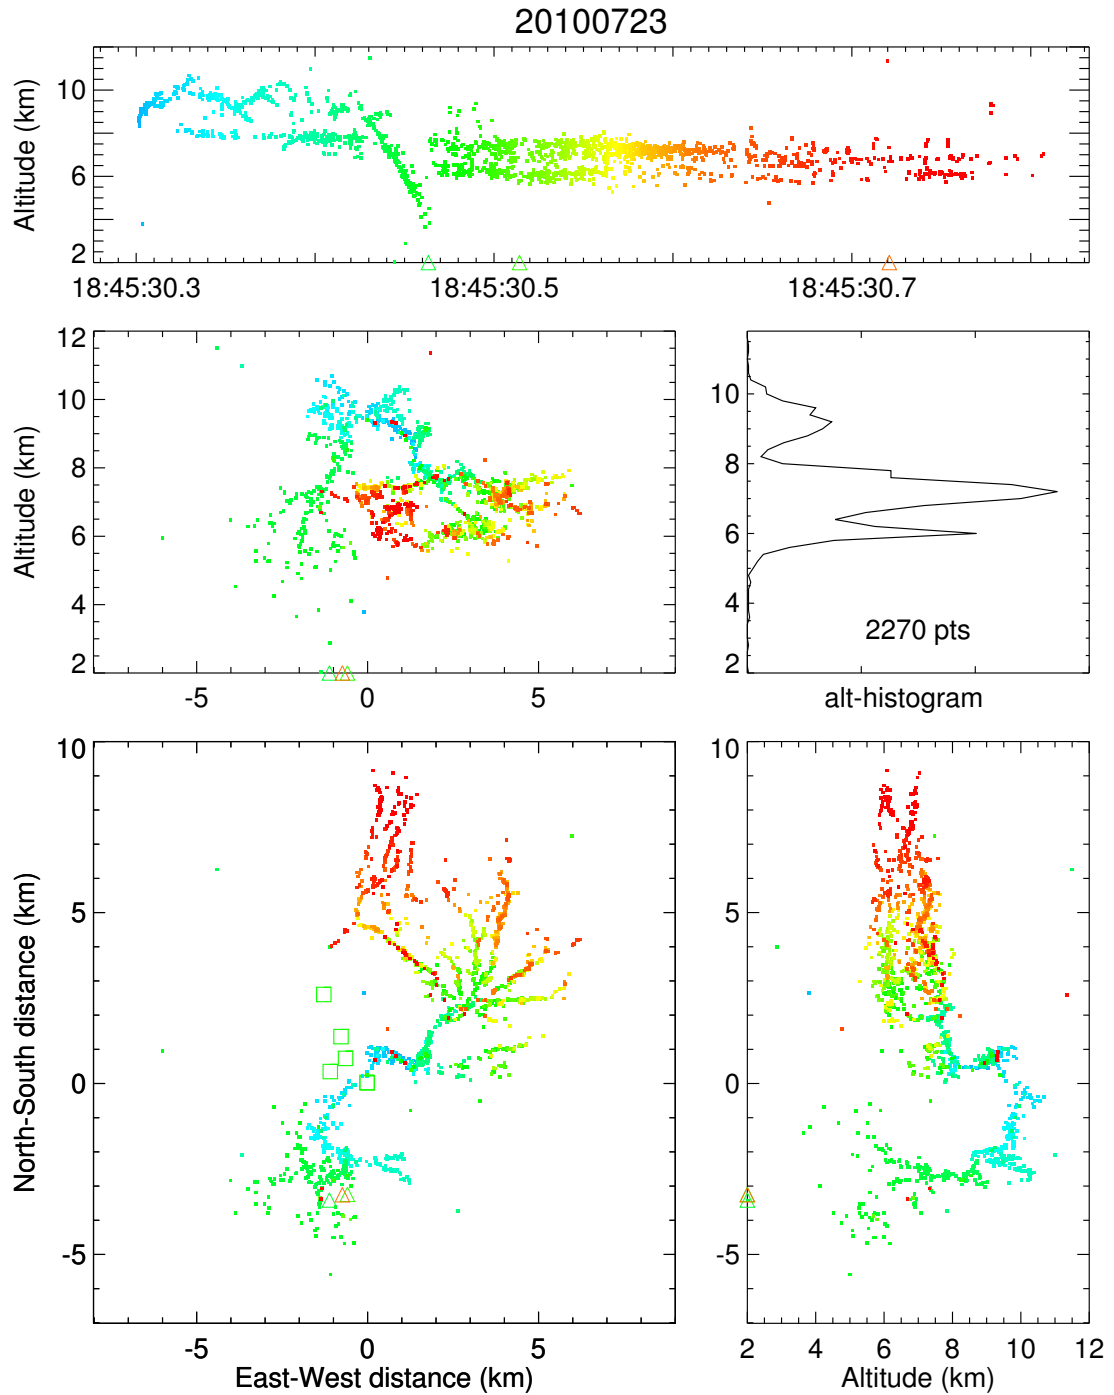 20100723
Altitude (km)
10
6
2
18:45:30.3 18:45:30.5 18:45:30.7
Altitude (km)
12
10
8
6
4
2
-5 0 5
10
8
6
4
2
2270 pts
alt-histogram
North-South distance (km)
10
5
0
-5
-5 0 5
East-West distance (km)
10
5
0
-5
2 4 6 8 10 12
Altitude (km)